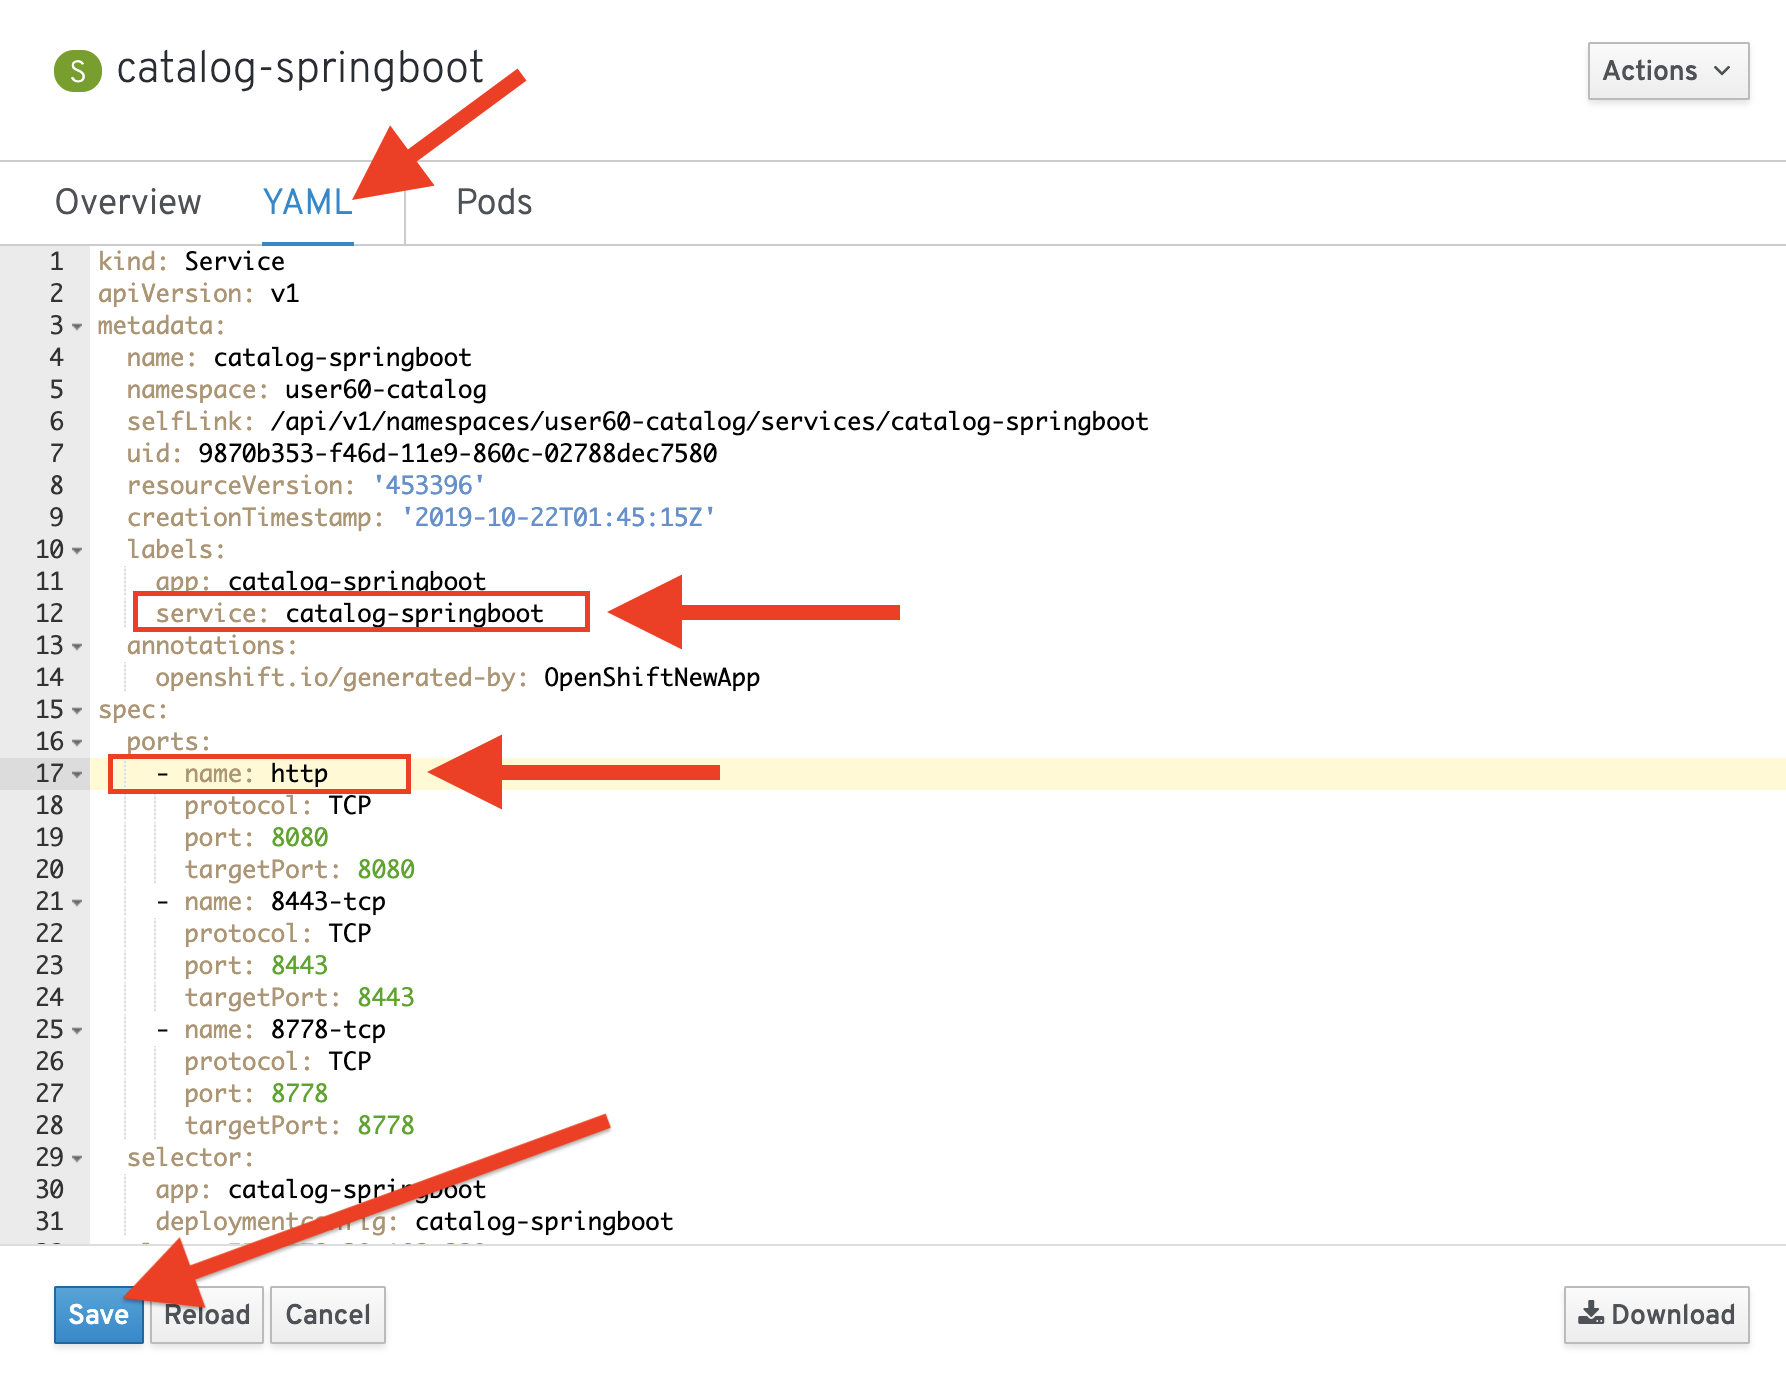 S catalog-springboot
Actions
Overview YAML Pods
1 kind: Service
2 apiVersion: v1
3 metadata:
4 name: catalog-springboot
5 namespace: user60-catalog
6 selfLink: /api/v1/namespaces/user60-catalog/services/catalog-springboot
7 uid: 9870b353-f46d-11e9-860c-02788dec7580
8 resourceVersion: '453396'
9 creationTimestamp: '2019-10-22T01:45:15Z'
10 labels:
11 app: catalog-springboot
12 service: catalog-springboot
13 annotations:
14 openshift.io/generated-by: OpenShiftNewApp
15 spec:
16 ports:
17 - name: http
18 protocol: TCP
19 port: 8080
20 targetPort: 8080
21 - name: 8443-tcp
22 protocol: TCP
23 port: 8443
24 targetPort: 8443
25 - name: 8778-tcp
26 protocol: TCP
27 port: 8778
28 targetPort: 8778
29 selector:
30 app: catalog-springboot
31 deploymentconfig: catalog-springboot
Save Reload Cancel Download